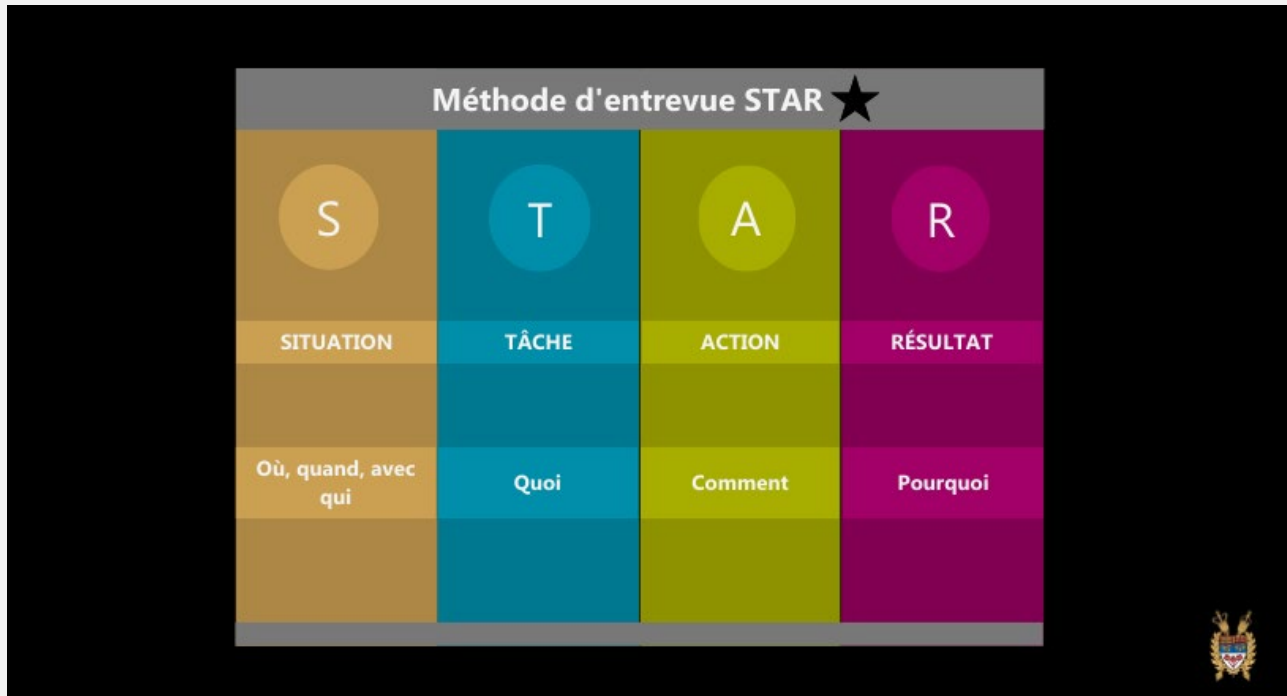 Méthode d'entrevue STAR
S
T
A
R
SITUATION
TÂCHE
ACTION
RÉSULTAT
Où, quand, avec
qui
Quoi
Comment
Pourquoi